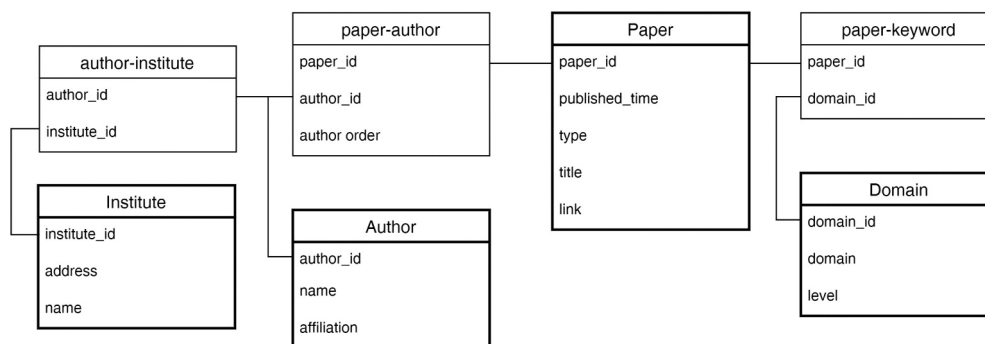 author-institute
author_id
institute_id
Institute
institute_id
address
name
paper-author
paper_id
author_id
author order
Author
author_id
name
affiliation
Paper
paper_id
published_time
type
title
link
paper-keyword
paper_id
domain_id
Domain
domain_id
domain
level